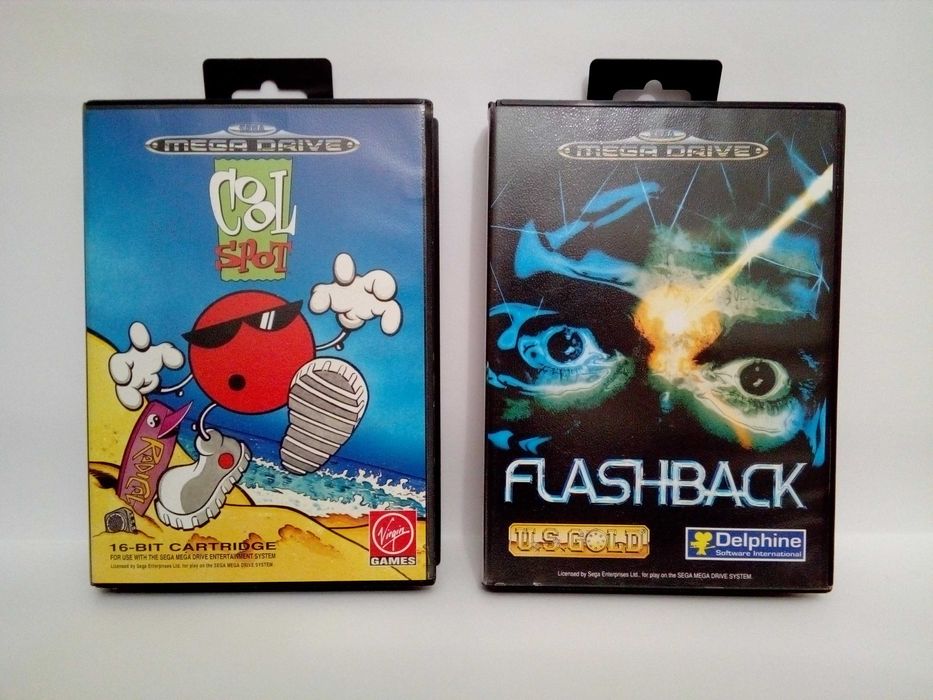 SEGA
MEGA DRIVE
COOL
SPOT
RADICAL
16-BIT CARTRIDGE
FOR USE WITH THE SEGA MEGA DRIVE ENTERTAINMENT SYSTEM
Licensed by Sega Enterprises Ltd. for play on the SEGA MEGA DRIVE SYSTEM.
Virgin
GAMES
SEGA
MEGA DRIVE
FLASHBACK
U.S. GOLD
Delphine
Software International
Licensed by Sega Enterprises Ltd., for play on the SEGA MEGA DRIVE SYSTEM.